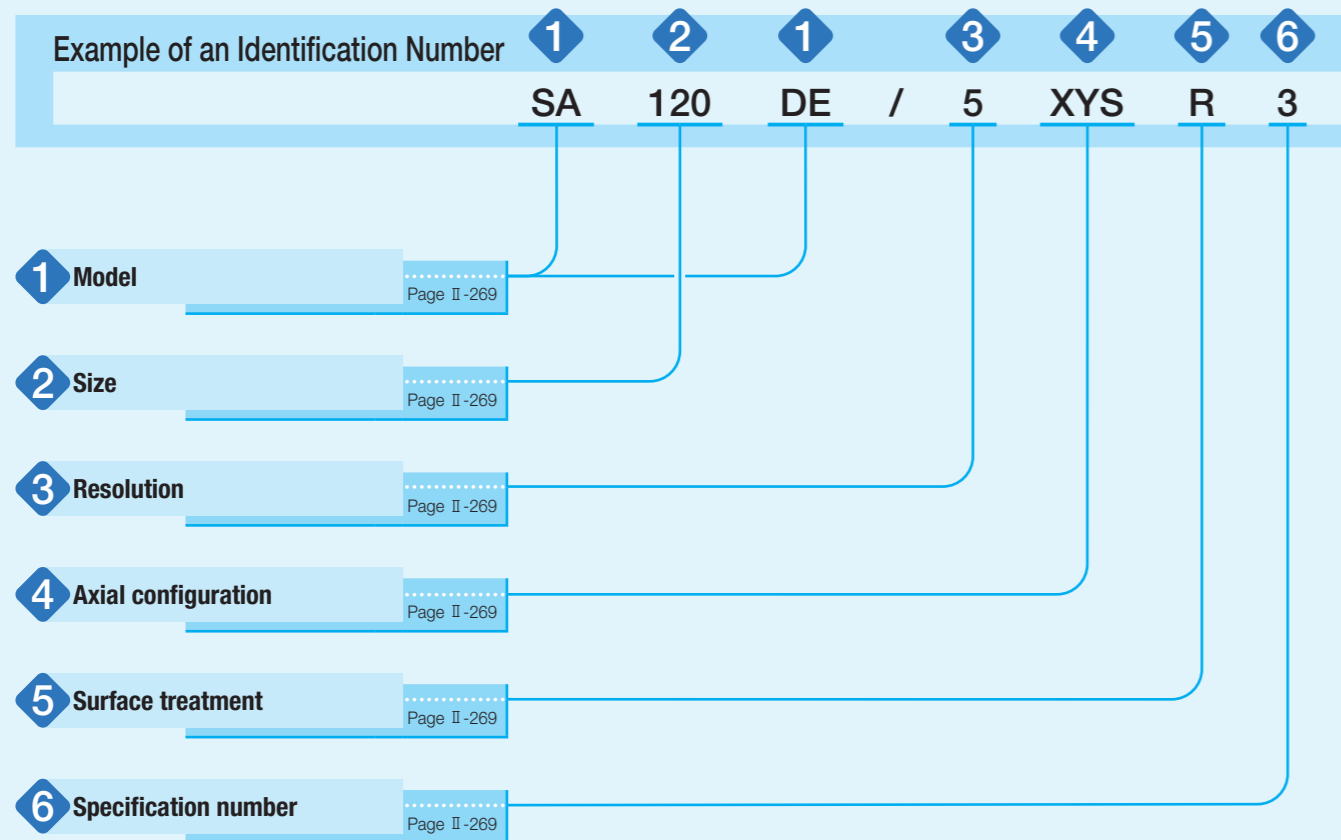 Example of an Identification Number
1 2 1 3 4 5 6
SA 120 DE / 5 XYS R 3
1 Model
Page Ⅱ-269
2 Size
Page Ⅱ-269
3 Resolution
Page Ⅱ-269
4 Axial configuration
Page Ⅱ-269
5 Surface treatment
Page Ⅱ-269
6 Specification number
Page Ⅱ-269